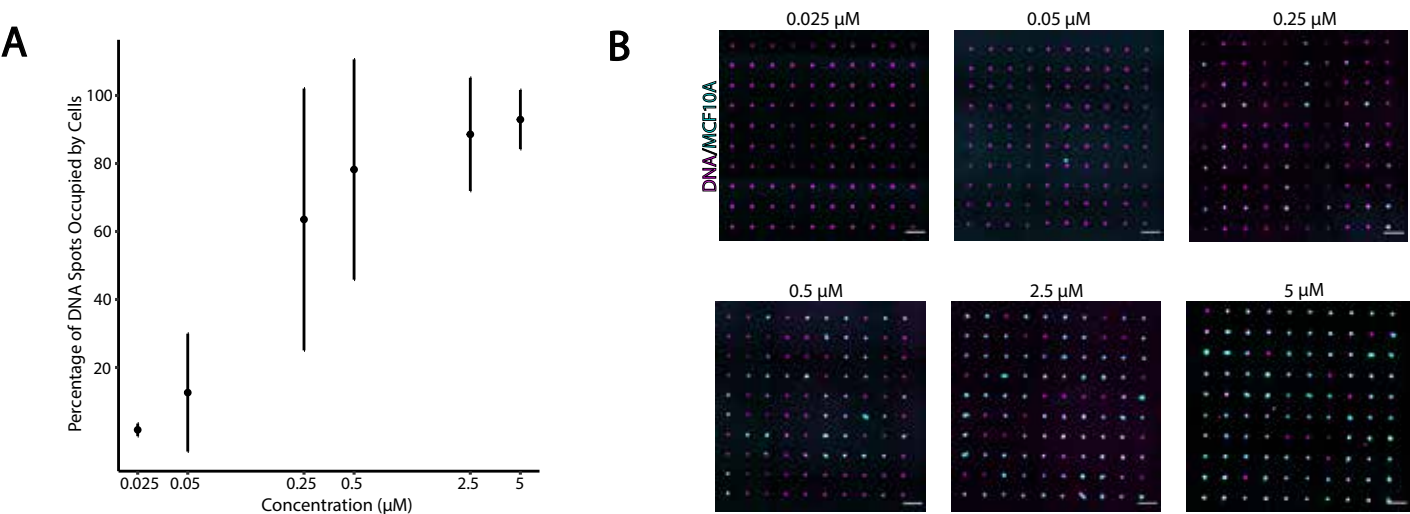 A
Percentage of DNA Spots Occupied by Cells
100
80
60
40
20
0.025 0.05 0.25 0.5 2.5 5
Concentration (μM)
B
DNA/MCF10A
0.025 μM 0.05 μM 0.25 μM
0.5 μM 2.5 μM 5 μM